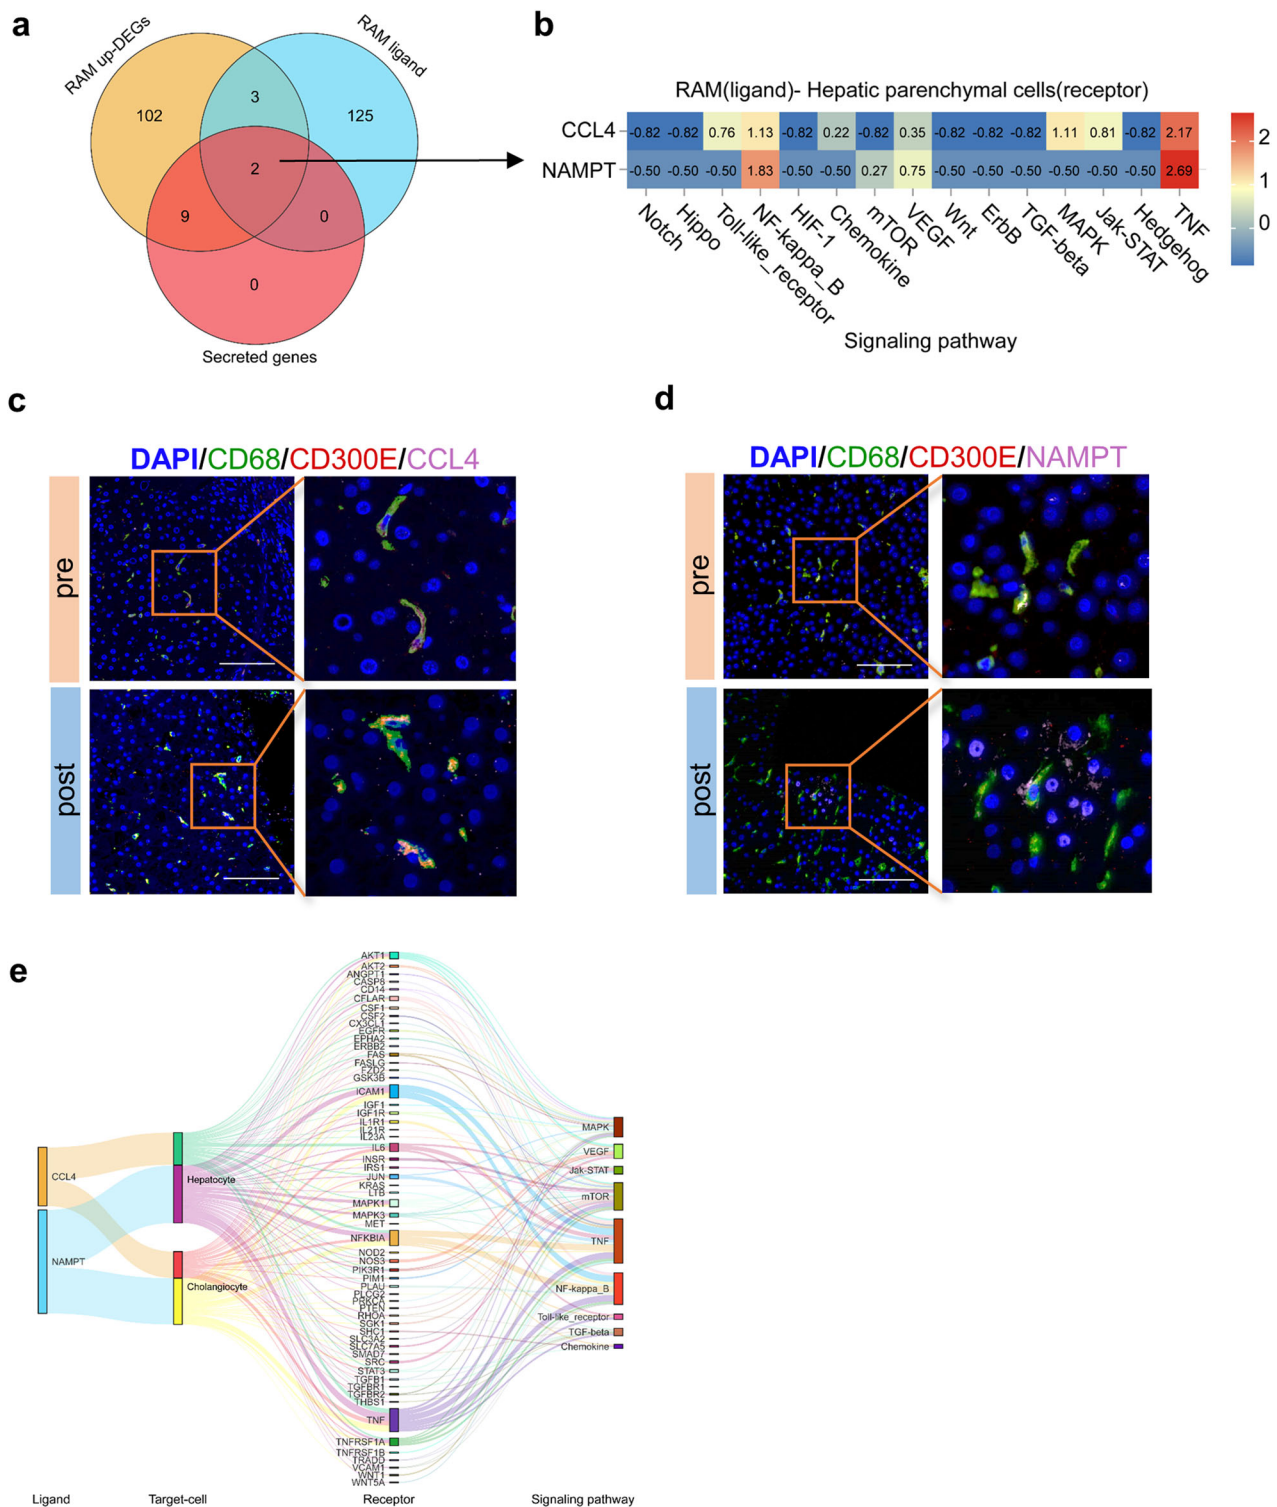 a
RAM up-DEGs
RAM ligand
102
3
125
2
9
0
0
Secreted genes
b
RAM(ligand)- Hepatic parenchymal cells(receptor)
CCL4 -0.82 -0.82 0.76 1.13 -0.82 0.22 -0.82 0.35 -0.82 -0.82 -0.82 1.11 0.81 -0.82 2.17
NAMPT -0.50 -0.50 -0.50 1.83 -0.50 -0.50 0.27 0.75 -0.50 -0.50 -0.50 -0.50 -0.50 -0.50 2.69
Notch
Hippo
Toll-like_receptor
NF-kappa_B
HIF-1
Chemokine
mTOR
VEGF
Wnt
ErbB
TGF-beta
MAPK
Jak-STAT
Hedgehog
TNF
Signaling pathway
2
1
0
c
DAPI/CD68/CD300E/CCL4
pre
post
d
DAPI/CD68/CD300E/NAMPT
pre
post
e
CCL4
NAMPT
Hepatocyte
Cholangiocyte
AKT1
AKT2
ANGPT1
CASP8
CD14
CFLAR
CSF1
CSF2
CX3CL1
EGFR
EPHA2
ERBB2
FAS
FASLG
FZD2
GSK3B
ICAM1
IGF1
IGF1R
IL1R1
IL21R
IL23A
IL6
INSR
IRS1
JUN
KRAS
LTB
MAPK1
MAPK3
MET
NFKBIA
NOD2
NOS3
PIK3R1
PIM1
PLAU
PLCG2
PRKCA
PTEN
RHOA
SGK1
SHC1
SLC3A2
SLC7A5
SMAD7
SRC
STAT3
TGFB1
TGFBR1
TGFBR2
THBS1
TNF
TNFRSF1A
TNFRSF1B
TRADD
VCAM1
WNT1
WNT5A
MAPK
VEGF
Jak-STAT
mTOR
TNF
NF-kappa_B
Toll-like_receptor
TGF-beta
Chemokine
Ligand Target-cell Receptor Signaling pathway